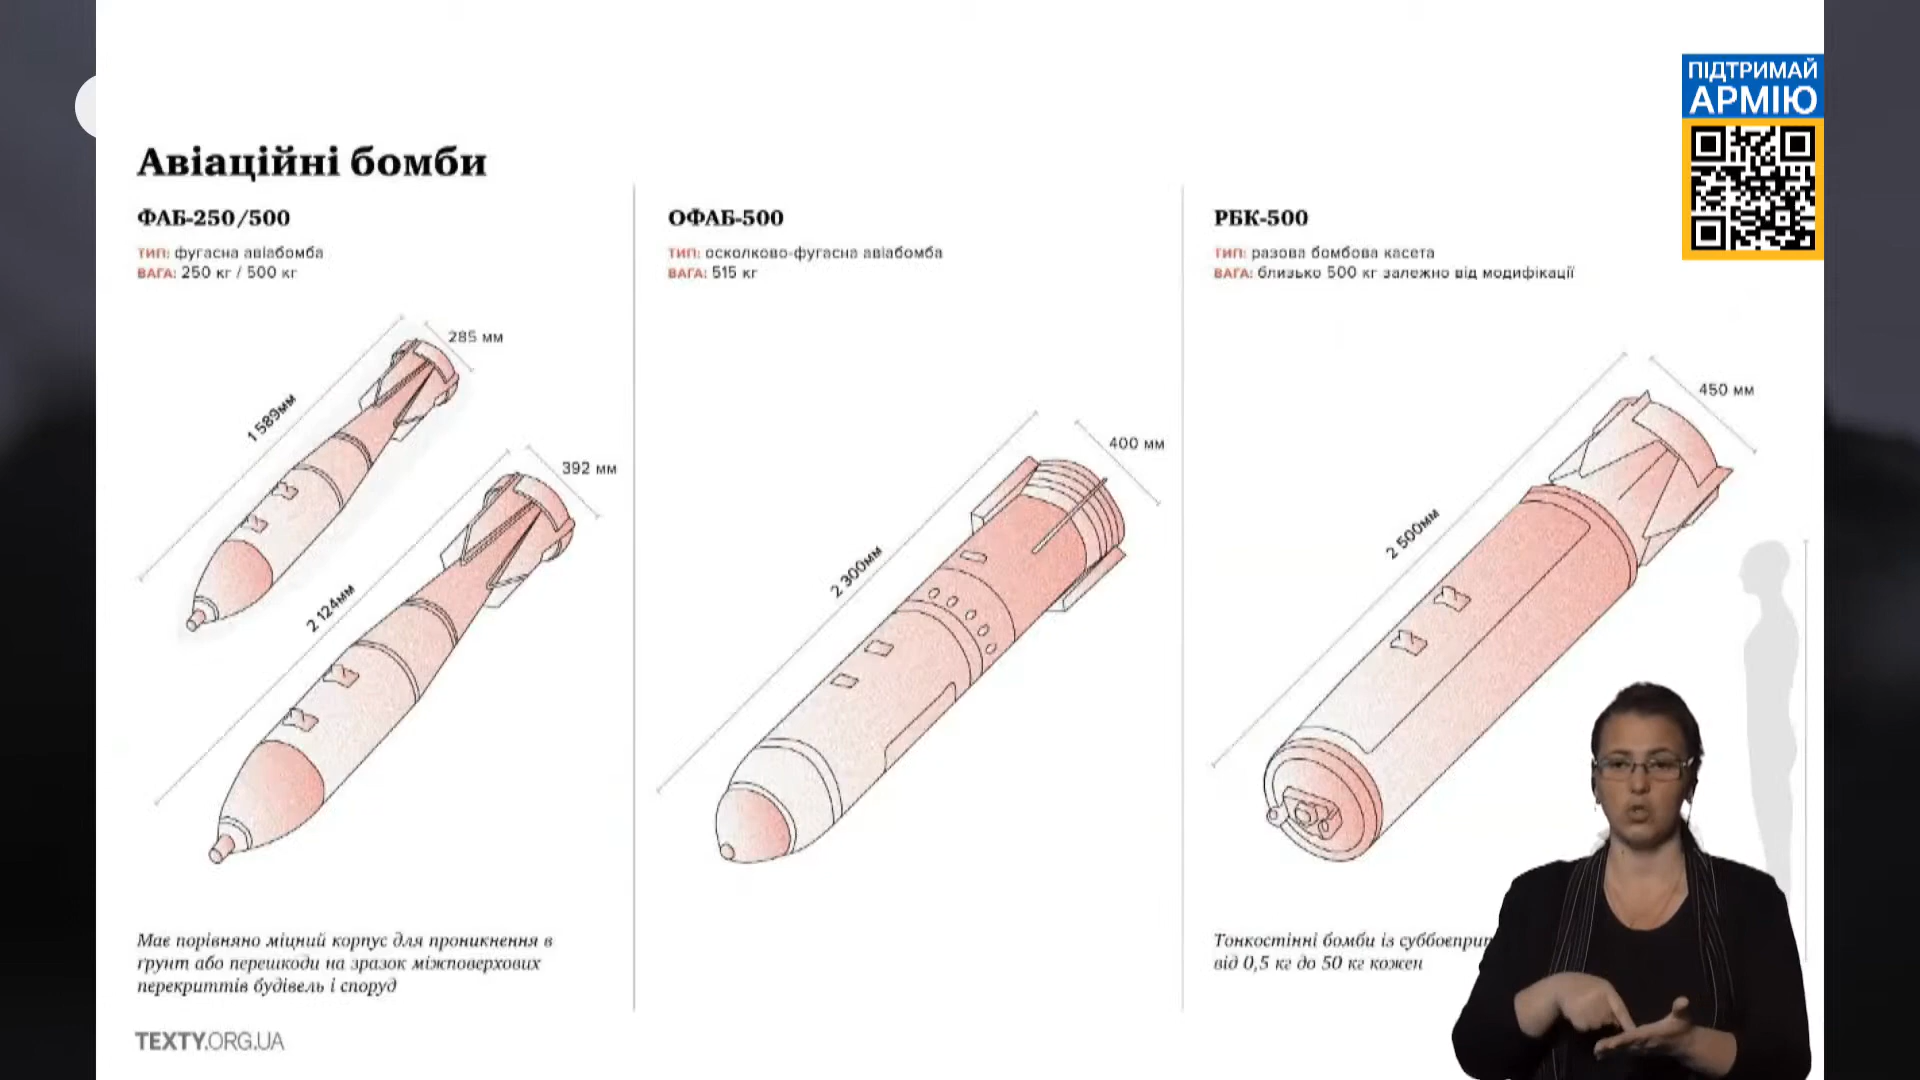 ПІДТРИМАЙ
АРМІЮ
Авіаційні бомби
ФАБ-250/500
ТИП: фугасна авіабомба
ВАГА: 250 кг / 500 кг
285 мм
1 589мм
392 мм
2 124мм
Має порівняно міцний корпус для проникнення в
ґрунт або перешкоди на зразок міжповерхових
перекриттів будівель і споруд
ОФАБ-500
ТИП: осколково-фугасна авіабомба
ВАГА: 515 кг
400 мм
2 300мм
РБК-500
ТИП: разова бомбова касета
ВАГА: близько 500 кг залежно від модифікації
450 мм
2 500мм
Тонкостінні бомби із
від 0,5 кг до 50 кг кожен
TEXTY.ORG.UA